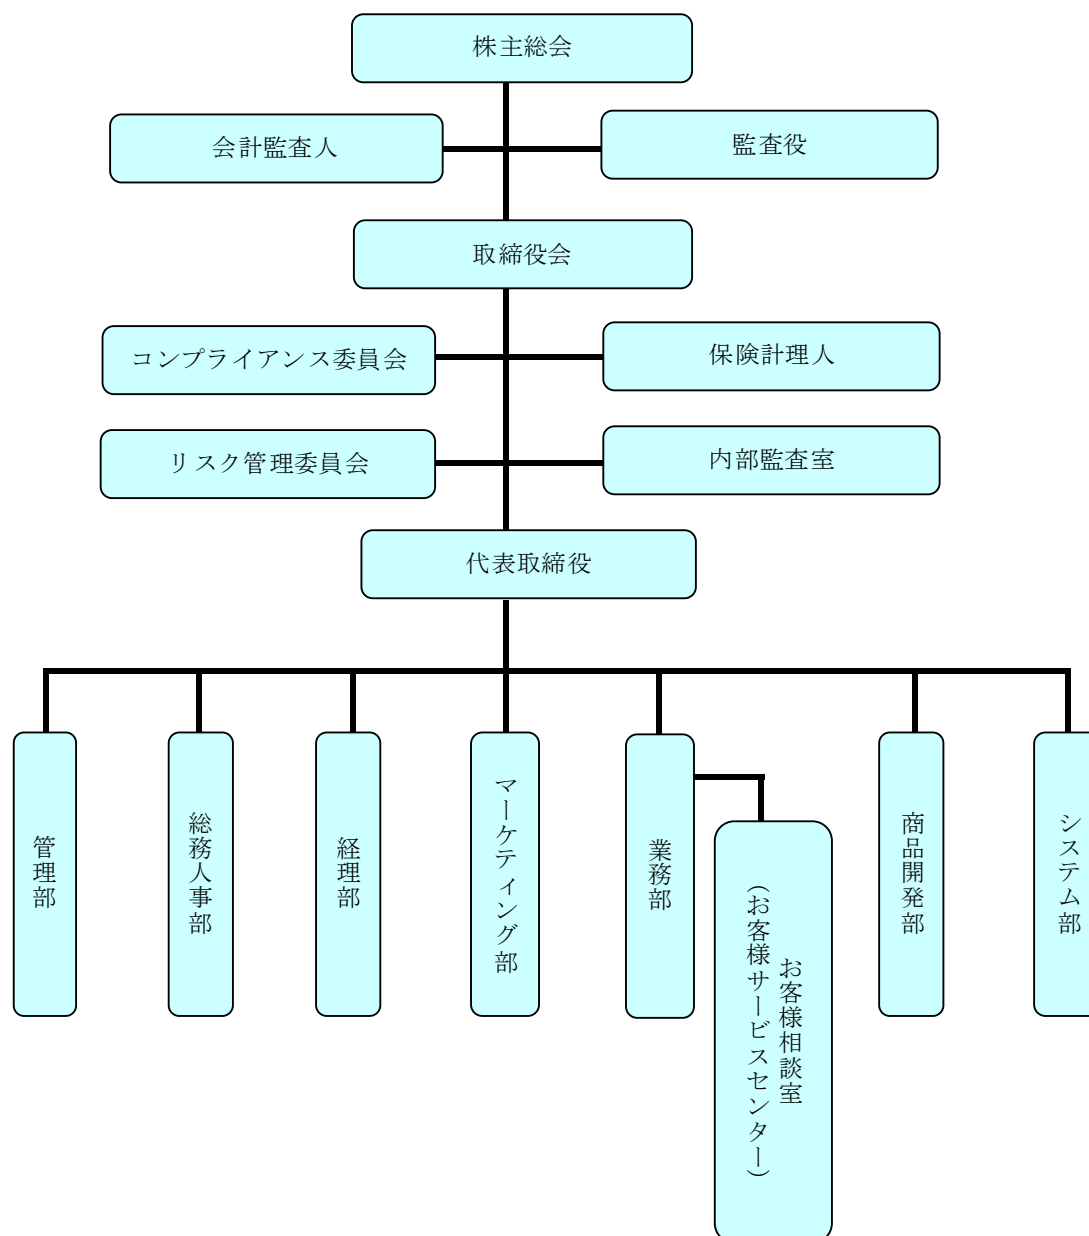 株主総会
会計監査人
監査役
取締役会
コンプライアンス委員会
保険計理人
リスク管理委員会
内部監査室
代表取締役
管理部
総務人事部
経理部
マーケティング部
業務部
お客様相談室
（お客様サービスセンター）
商品開発部
システム部